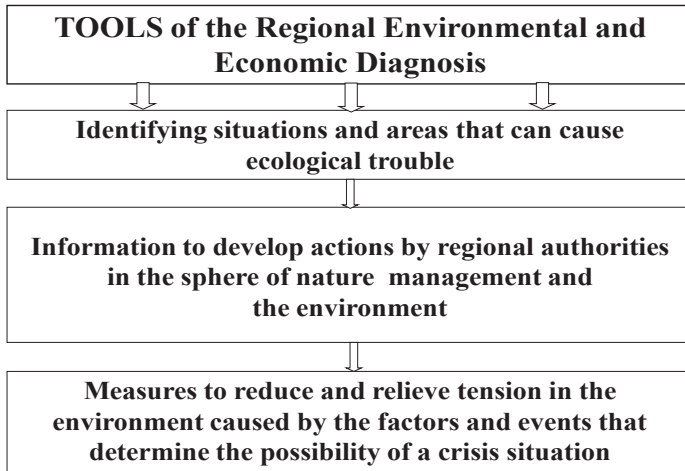 TOOLS of the Regional Environmental and
Economic Diagnosis
Identifying situations and areas that can cause
ecological trouble
Information to develop actions by regional authorities
in the sphere of nature management and
the environment
Measures to reduce and relieve tension in the
environment caused by the factors and events that
determine the possibility of a crisis situation